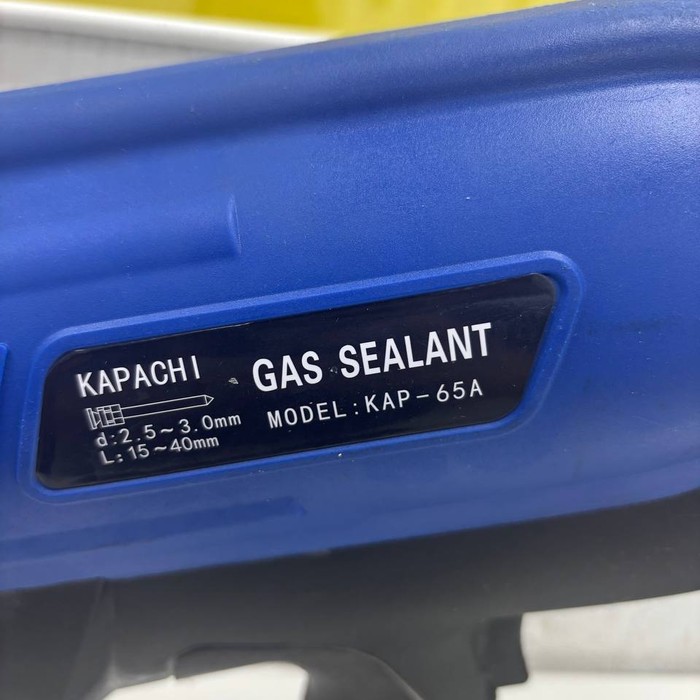 KAPACHI
d:2.5~3.0mm
L:15~40mm
GAS SEALANT
MODEL:KAP-65A